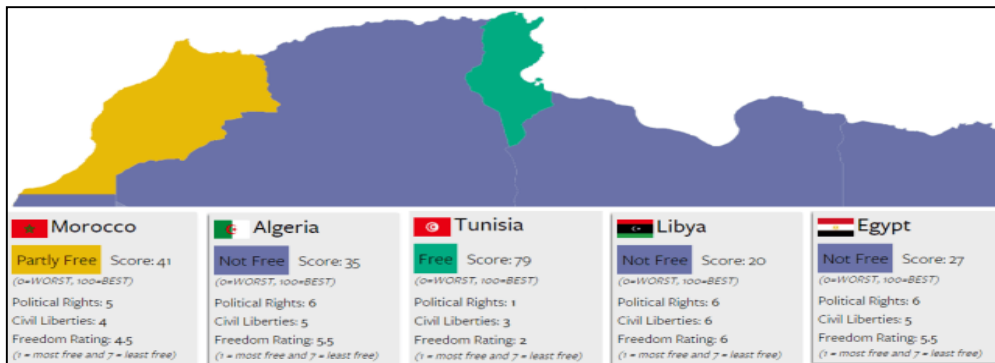 Morocco
Partly Free Score: 41
(0=WORST, 100=BEST)
Political Rights: 5
Civil Liberties: 4
Freedom Rating: 4.5
(1 = most free and 7 = least free)
Algeria
Not Free Score: 35
(0=WORST, 100=BEST)
Political Rights: 6
Civil Liberties: 5
Freedom Rating: 5.5
(1 = most free and 7 = least free)
Tunisia
Free Score: 79
(0=WORST, 100=BEST)
Political Rights: 1
Civil Liberties: 3
Freedom Rating: 2
(1 = most free and 7 = least free)
Libya
Not Free Score: 20
(0=WORST, 100=BEST)
Political Rights: 6
Civil Liberties: 6
Freedom Rating: 6
(1 = most free and 7 = least free)
Egypt
Not Free Score: 27
(0=WORST, 100=BEST)
Political Rights: 6
Civil Liberties: 5
Freedom Rating: 5.5
(1 = most free and 7 = least free)